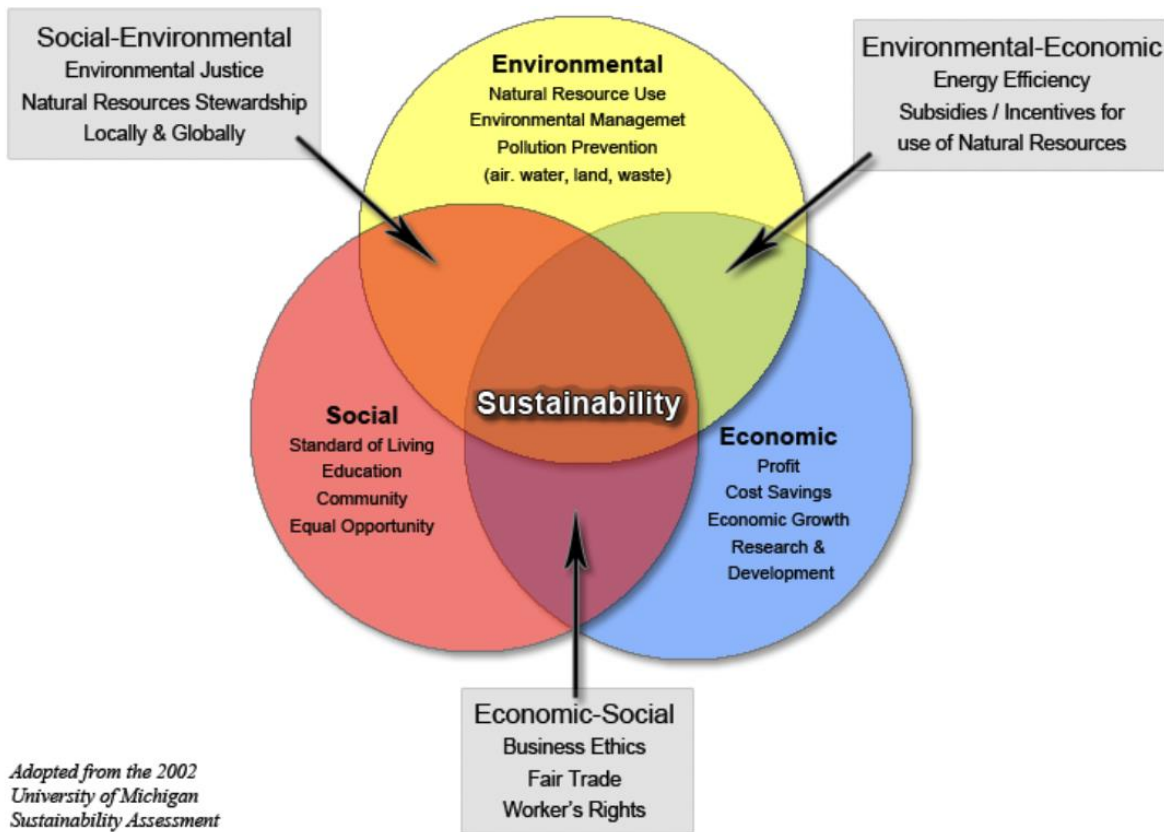 Social-Environmental
Environmental Justice
Natural Resources Stewardship
Locally & Globally
Environmental
Natural Resource Use
Environmental Managemet
Pollution Prevention
(air. water, land, waste)
Environmental-Economic
Energy Efficiency
Subsidies / Incentives for
use of Natural Resources
Sustainability
Social
Standard of Living
Education
Community
Equal Opportunity
Economic
Profit
Cost Savings
Economic Growth
Research &
Development
Economic-Social
Business Ethics
Fair Trade
Worker's Rights
Adopted from the 2002
University of Michigan
Sustainability Assessment